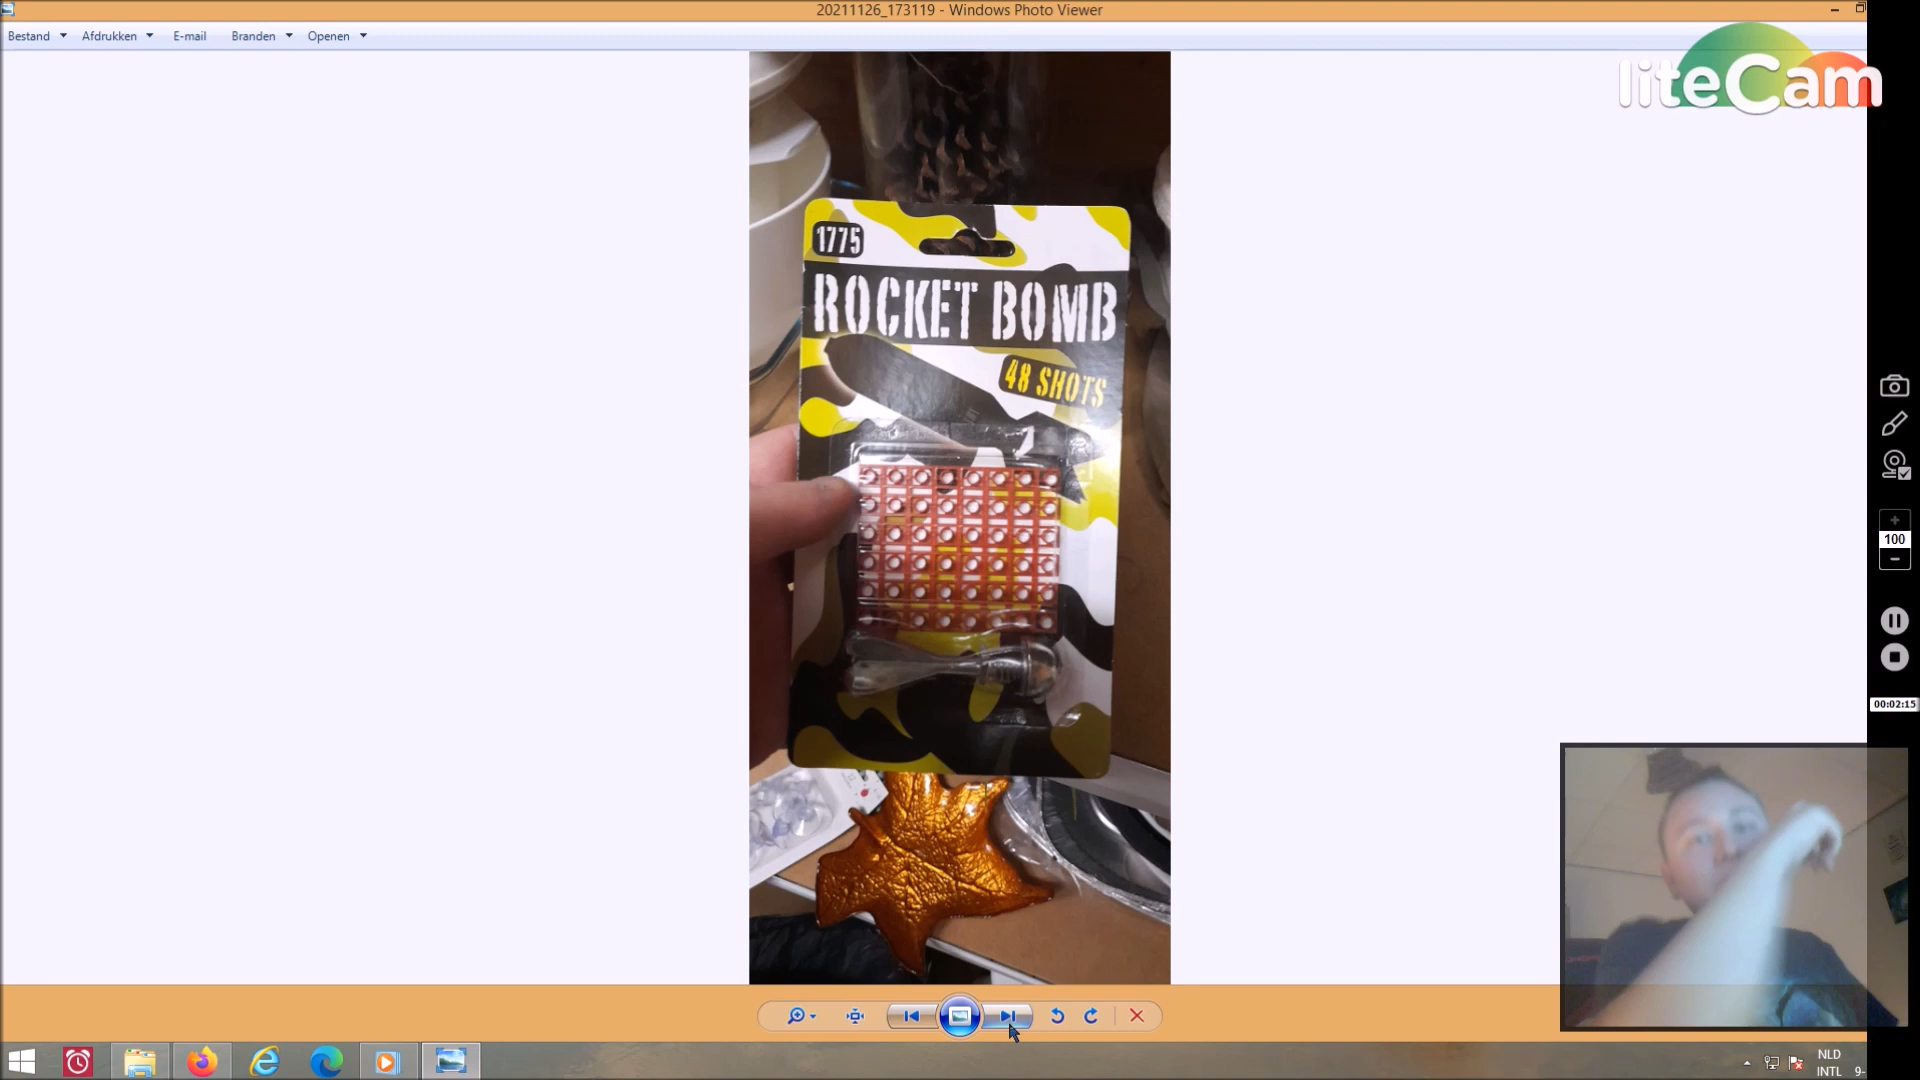 20211126_173119 - Windows Photo Viewer
Bestand Afdrukken E-mail Branden Openen
liteCam
1775
ROCKET BOMB
48 SHOTS
100
00:02:15
NLD
INTL 9-